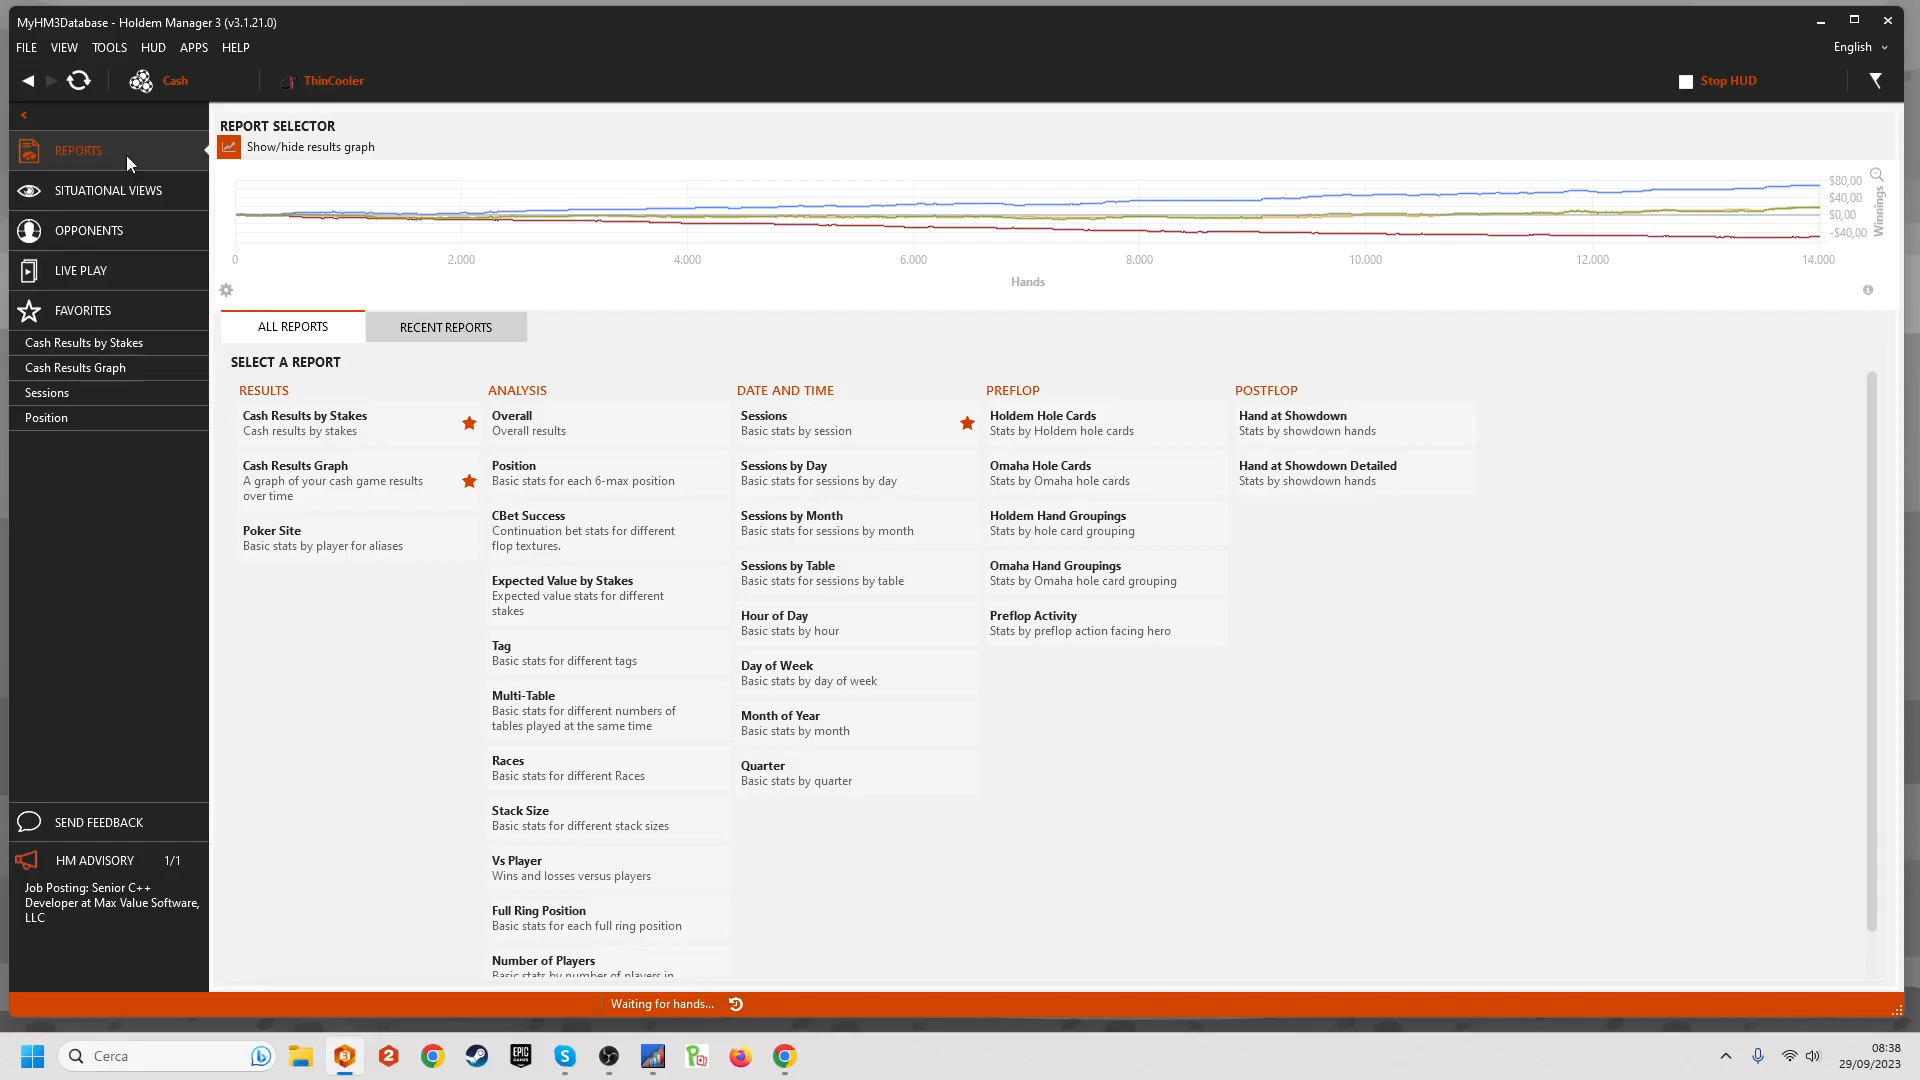 MyHM3Database - Holdem Manager 3 (v3.1.21.0)
FILE VIEW TOOLS HUD APPS HELP
English
Cash
ThinCooler
Stop HUD
REPORTS
SITUATIONAL VIEWS
OPPONENTS
LIVE PLAY
FAVORITES
Cash Results by Stakes
Cash Results Graph
Sessions
Position
SEND FEEDBACK
HM ADVISORY 1/1
Job Posting: Senior C++
Developer at Max Value Software,
LLC
REPORT SELECTOR
Show/hide results graph
$80,00
$40,00
$0,00
-$40,00
Winnings
0 2.000 4.000 6.000 8.000 10.000 12.000 14.000
Hands
ALL REPORTS
RECENT REPORTS
SELECT A REPORT
RESULTS
Cash Results by Stakes
Cash results by stakes
Cash Results Graph
A graph of your cash game results
over time
Poker Site
Basic stats by player for aliases
ANALYSIS
Overall
Overall results
Position
Basic stats for each 6-max position
CBet Success
Continuation bet stats for different
flop textures.
Expected Value by Stakes
Expected value stats for different
stakes
Tag
Basic stats for different tags
Multi-Table
Basic stats for different numbers of
tables played at the same time
Races
Basic stats for different Races
Stack Size
Basic stats for different stack sizes
Vs Player
Wins and losses versus players
Full Ring Position
Basic stats for each full ring position
Number of Players
Basic stats by number of players in
DATE AND TIME
Sessions
Basic stats by session
Sessions by Day
Basic stats for sessions by day
Sessions by Month
Basic stats for sessions by month
Sessions by Table
Basic stats for sessions by table
Hour of Day
Basic stats by hour
Day of Week
Basic stats by day of week
Month of Year
Basic stats by month
Quarter
Basic stats by quarter
PREFLOP
Holdem Hole Cards
Stats by Holdem hole cards
Omaha Hole Cards
Stats by Omaha hole cards
Holdem Hand Groupings
Stats by hole card grouping
Omaha Hand Groupings
Stats by Omaha hole card grouping
Preflop Activity
Stats by preflop action facing hero
POSTFLOP
Hand at Showdown
Stats by showdown hands
Hand at Showdown Detailed
Stats by showdown hands
Waiting for hands...
Cerca
3
2
EPIC
GAMES
08:38
29/09/2023